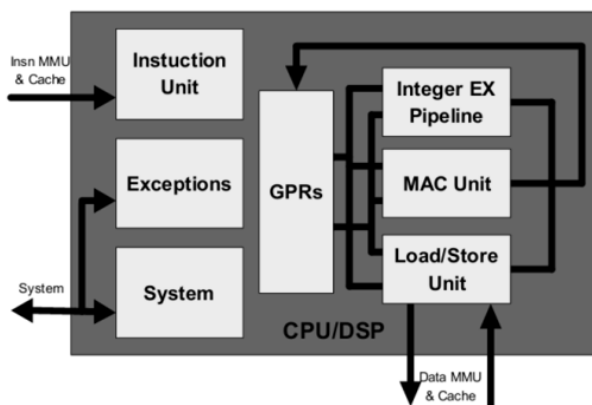 Insn MMU
& Cache
Instuction
Unit
Exceptions
System
System
GPRs
Integer EX
Pipeline
MAC Unit
Load/Store
Unit
CPU/DSP
Data MMU
& Cache